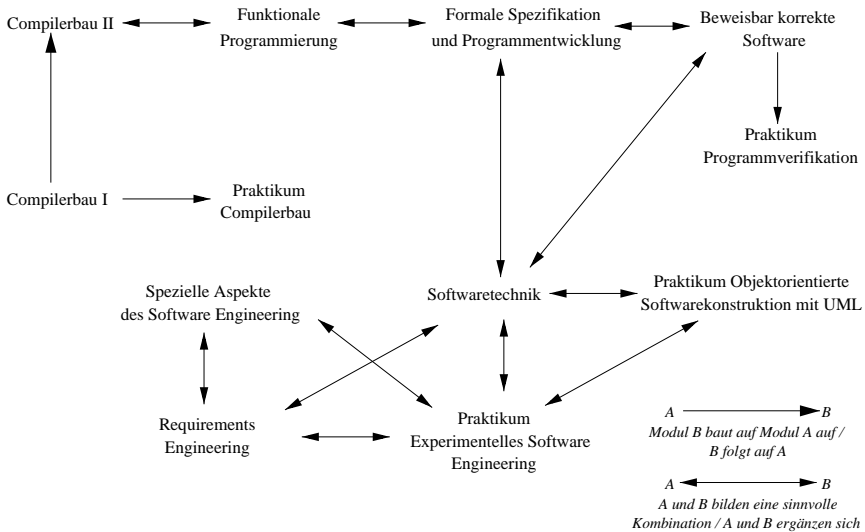 Compilerbau II
Funktionale
Programmierung
Formale Spezifikation
und Programmentwicklung
Beweisbar korrekte
Software
Praktikum
Programmverifikation
Compilerbau I
Praktikum
Compilerbau
Spezielle Aspekte
des Software Engineering
Softwaretechnik
Praktikum Objektorientierte
Softwarekonstruktion mit UML
Requirements
Engineering
Praktikum
Experimentelles Software
Engineering
A B
Modul B baut auf Modul A auf /
B folgt auf A
A B
A und B bilden eine sinnvolle
Kombination / A und B ergänzen sich